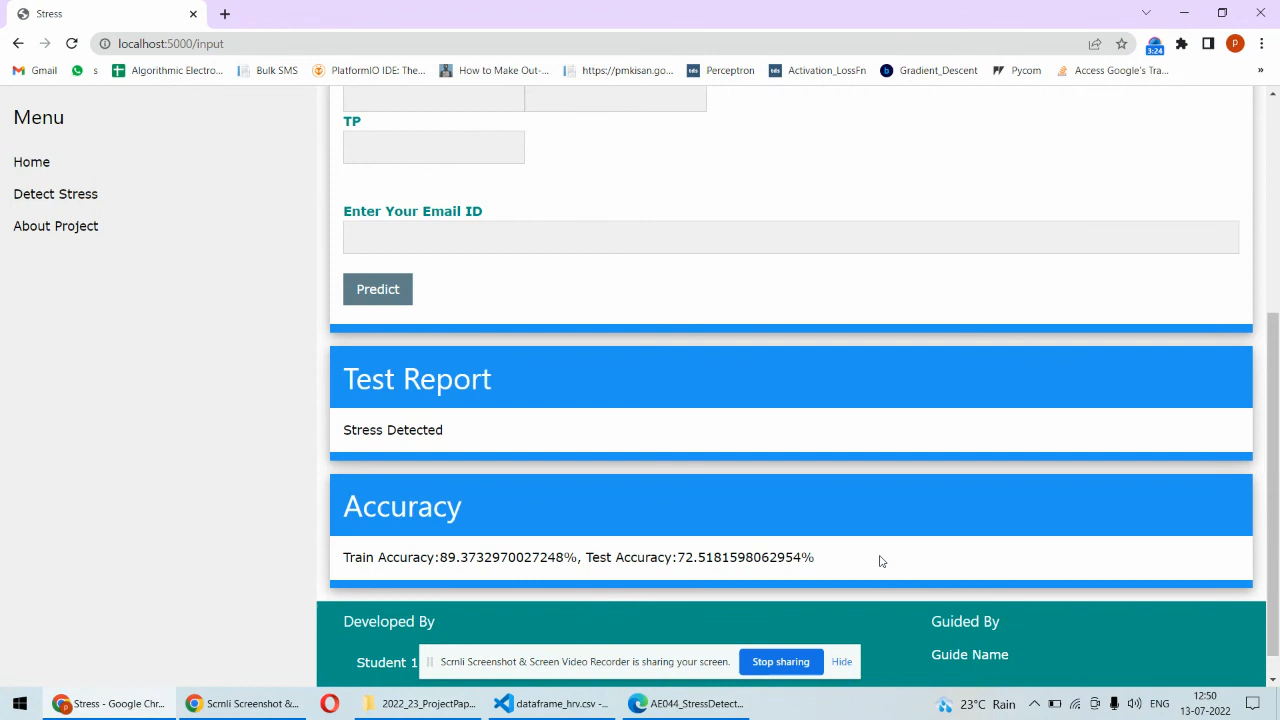 Stress
localhost:5000/input
3:24
p
Gmail
s
Algorithmic Electro...
Bulk SMS
PlatformIO IDE: The...
How to Make Out-...
https://pmkisan.go...
tds
Perceptron
tds
Activation_LossFn
b
Gradient_Descent
Pycom
Access Google's Tra...
»
Menu
Home
Detect Stress
About Project
TP
Enter Your Email ID
Predict
Test Report
Stress Detected
Accuracy
Train Accuracy:89.3732970027248%, Test Accuracy:72.5181598062954%
Developed By
Guided By
Student 1
Guide Name
Scrnli Screenshot & Screen Video Recorder is sharing your screen.
Stop sharing
Hide
Stress - Google Chr...
Scrnli Screenshot &...
2022_23_ProjectPap...
dataframe_hrv.csv -...
AE044_StressDetect...
23°C Rain
ENG
12:50
13-07-2022